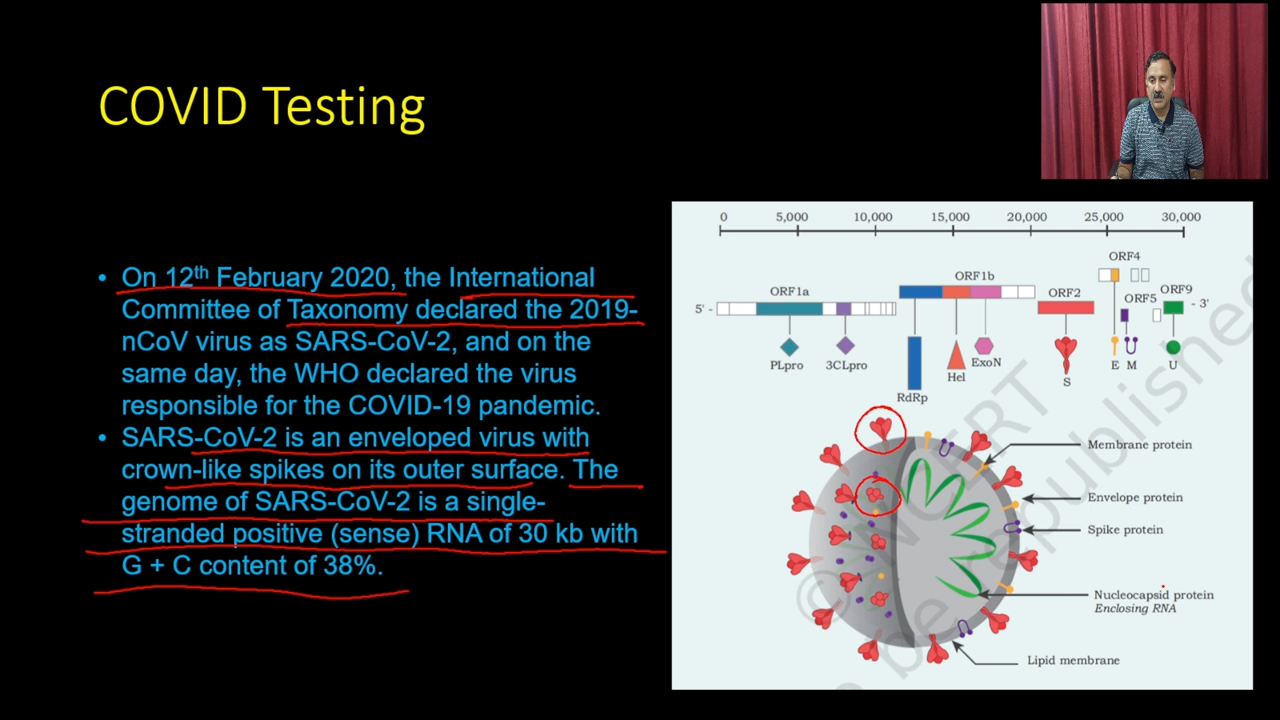 COVID Testing
• On 12th February 2020, the International
Committee of Taxonomy declared the 2019-
nCoV virus as SARS-CoV-2, and on the
same day, the WHO declared the virus
responsible for the COVID-19 pandemic.
• SARS-CoV-2 is an enveloped virus with
crown-like spikes on its outer surface. The
genome of SARS-CoV-2 is a single-
stranded positive (sense) RNA of 30 kb with
G + C content of 38%.
0 5,000 10,000 15,000 20,000 25,000 30,000
ORF4
ORF1b
ORF1a ORF2 ORF5 ORF9
5' - - 3'
PLpro 3CLpro Hel ExoN S E M U
RdRp
Membrane protein
Envelope protein
Spike protein
Nucleocapsid protein
Enclosing RNA
Lipid membrane
© NCERT
be republished